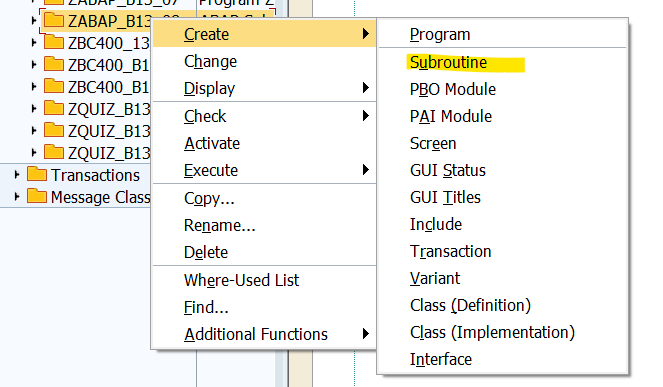 ZABAP_B13_07 Program Z
ZABAP_B13_08
ZBC400_13
ZBC400_B1
ZBC400_B1
ZQUIZ_B13
ZQUIZ_B13
ZQUIZ_B13
Transactions
Message Class
Create
Change
Display
Check
Activate
Execute
Copy...
Rename...
Delete
Where-Used List
Find...
Additional Functions
Program
Subroutine
PBO Module
PAI Module
Screen
GUI Status
GUI Titles
Include
Transaction
Variant
Class (Definition)
Class (Implementation)
Interface